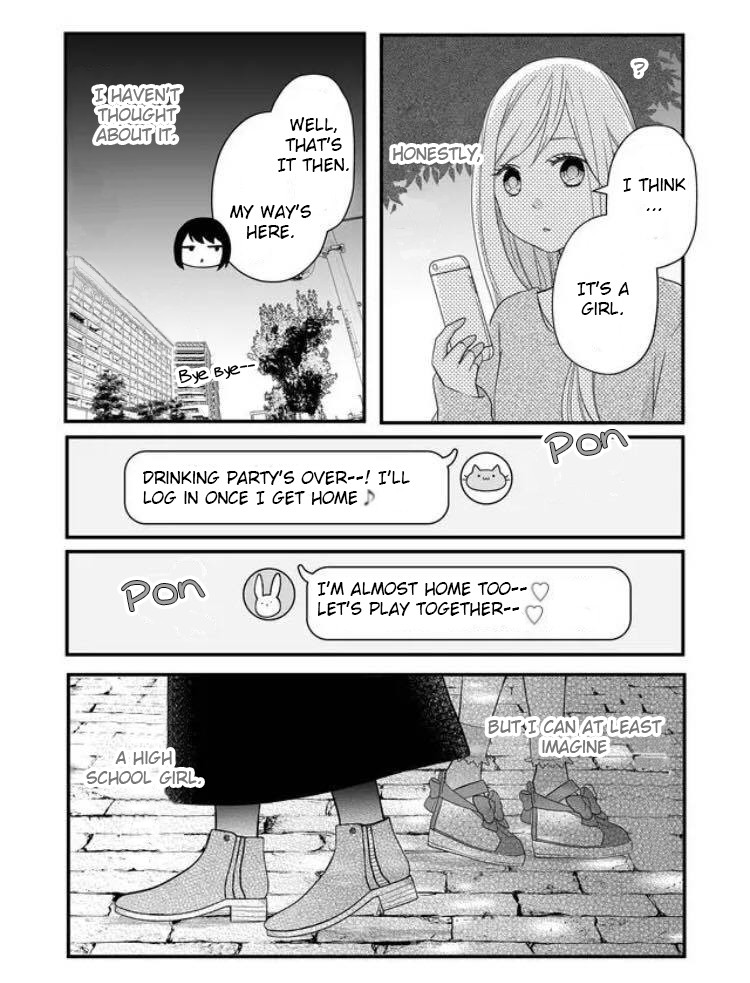 ?
HONESTLY,
I THINK
...
IT'S A
GIRL.
I HAVEN'T
THOUGHT
ABOUT IT.
WELL,
THAT'S
IT THEN.
MY WAY'S
HERE.
Bye Bye--
Pon
DRINKING PARTY'S OVER--! I'LL
LOG IN ONCE I GET HOME♪
Pon
I'M ALMOST HOME TOO--♡
LET'S PLAY TOGETHER--♡
BUT I CAN AT LEAST
IMAGINE
A HIGH
SCHOOL GIRL.